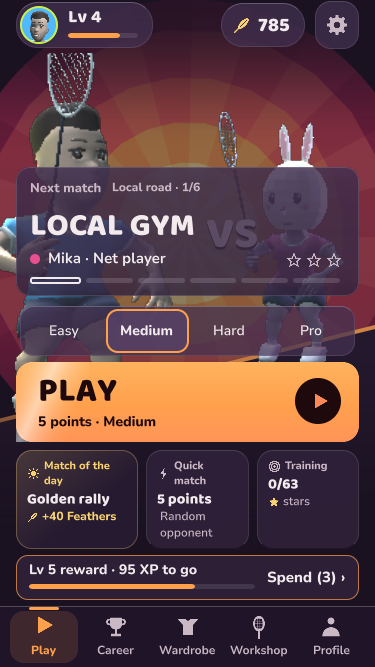 Lv 4
785
Next match Local road · 1/6
LOCAL GYM
VS
Mika · Net player
Easy Medium Hard Pro
PLAY
5 points · Medium
Match of the
day
Golden rally
+40 Feathers
Quick
match
5 points
Random
opponent
Training
0/63
stars
Lv 5 reward · 95 XP to go
Spend (3) ›
Play Career Wardrobe Workshop Profile